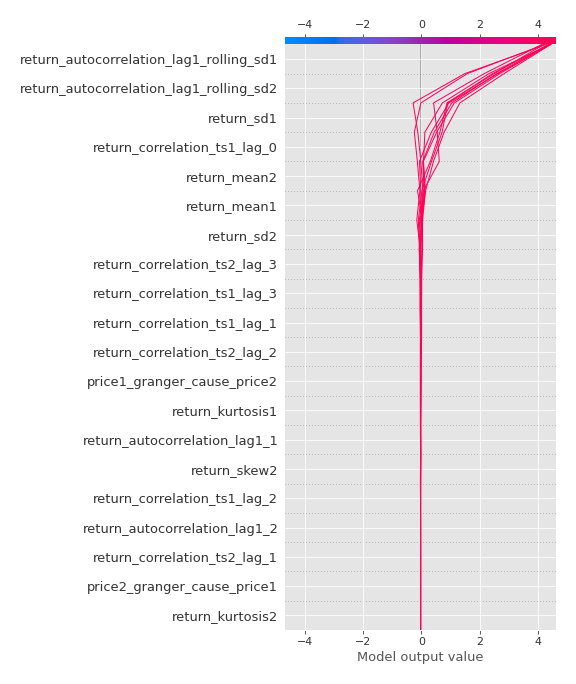 −4 −2 0 2 4
return_autocorrelation_lag1_rolling_sd1
return_autocorrelation_lag1_rolling_sd2
return_sd1
return_correlation_ts1_lag_0
return_mean2
return_mean1
return_sd2
return_correlation_ts2_lag_3
return_correlation_ts1_lag_3
return_correlation_ts1_lag_1
return_correlation_ts2_lag_2
price1_granger_cause_price2
return_kurtosis1
return_autocorrelation_lag1_1
return_skew2
return_correlation_ts1_lag_2
return_autocorrelation_lag1_2
return_correlation_ts2_lag_1
price2_granger_cause_price1
return_kurtosis2
−4 −2 0 2 4
Model output value